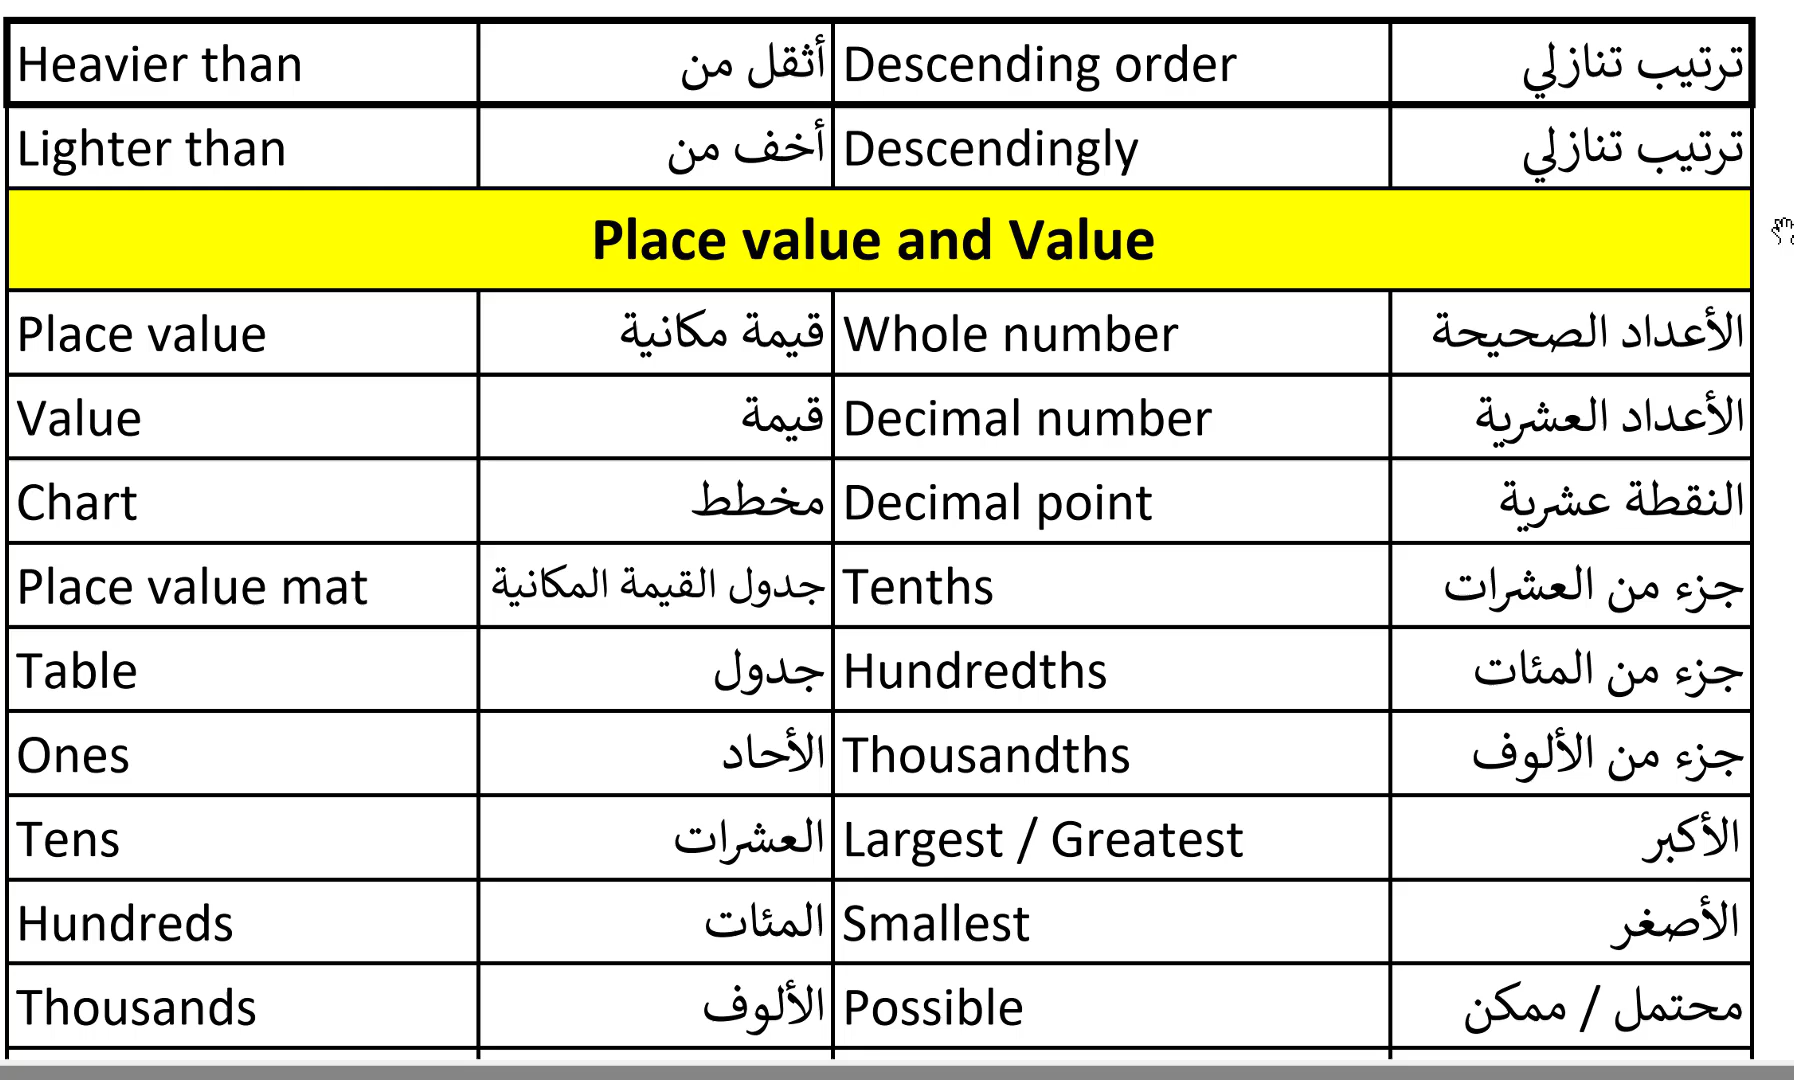 Heavier than أثقل من Descending order ترتيب تنازلي
Lighter than أخف من Descendingly ترتيب تنازلي
Place value and Value
Place value قيمة مكانية Whole number الأعداد الصحيحة
Value قيمة Decimal number الأعداد العشرية
Chart مخطط Decimal point النقطة عشرية
Place value mat جدول القيمة المكانية Tenths جزء من العشرات
Table جدول Hundredths جزء من المئات
Ones الأحاد Thousandths جزء من الألوف
Tens العشرات Largest / Greatest الأكبر
Hundreds المئات Smallest الأصغر
Thousands الألوف Possible محتمل / ممكن